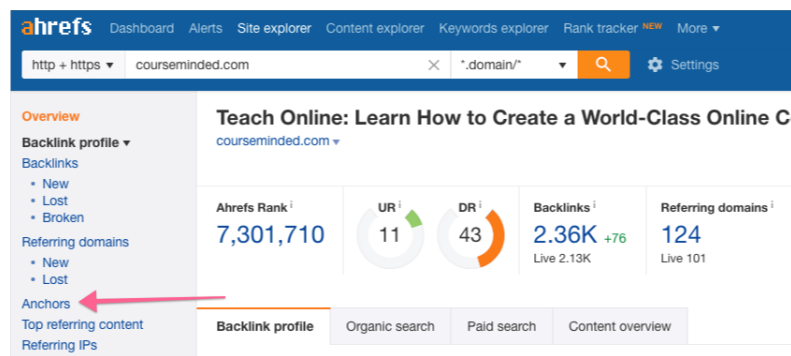 ahrefs Dashboard Alerts Site explorer Content explorer Keywords explorer Rank tracker NEW More ▾
http + https ▾ courseminded.com × *.domain/* ▾ Settings
Overview
Backlink profile ▾
Backlinks
• New
• Lost
• Broken
Referring domains
• New
• Lost
Anchors
Top referring content
Referring IPs
Teach Online: Learn How to Create a World-Class Online C
courseminded.com ▾
Ahrefs Rank i
7,301,710
UR i
11
DR i
43
Backlinks i
2.36K +76
Live 2.13K
Referring domains i
124
Live 101
Backlink profile Organic search Paid search Content overview